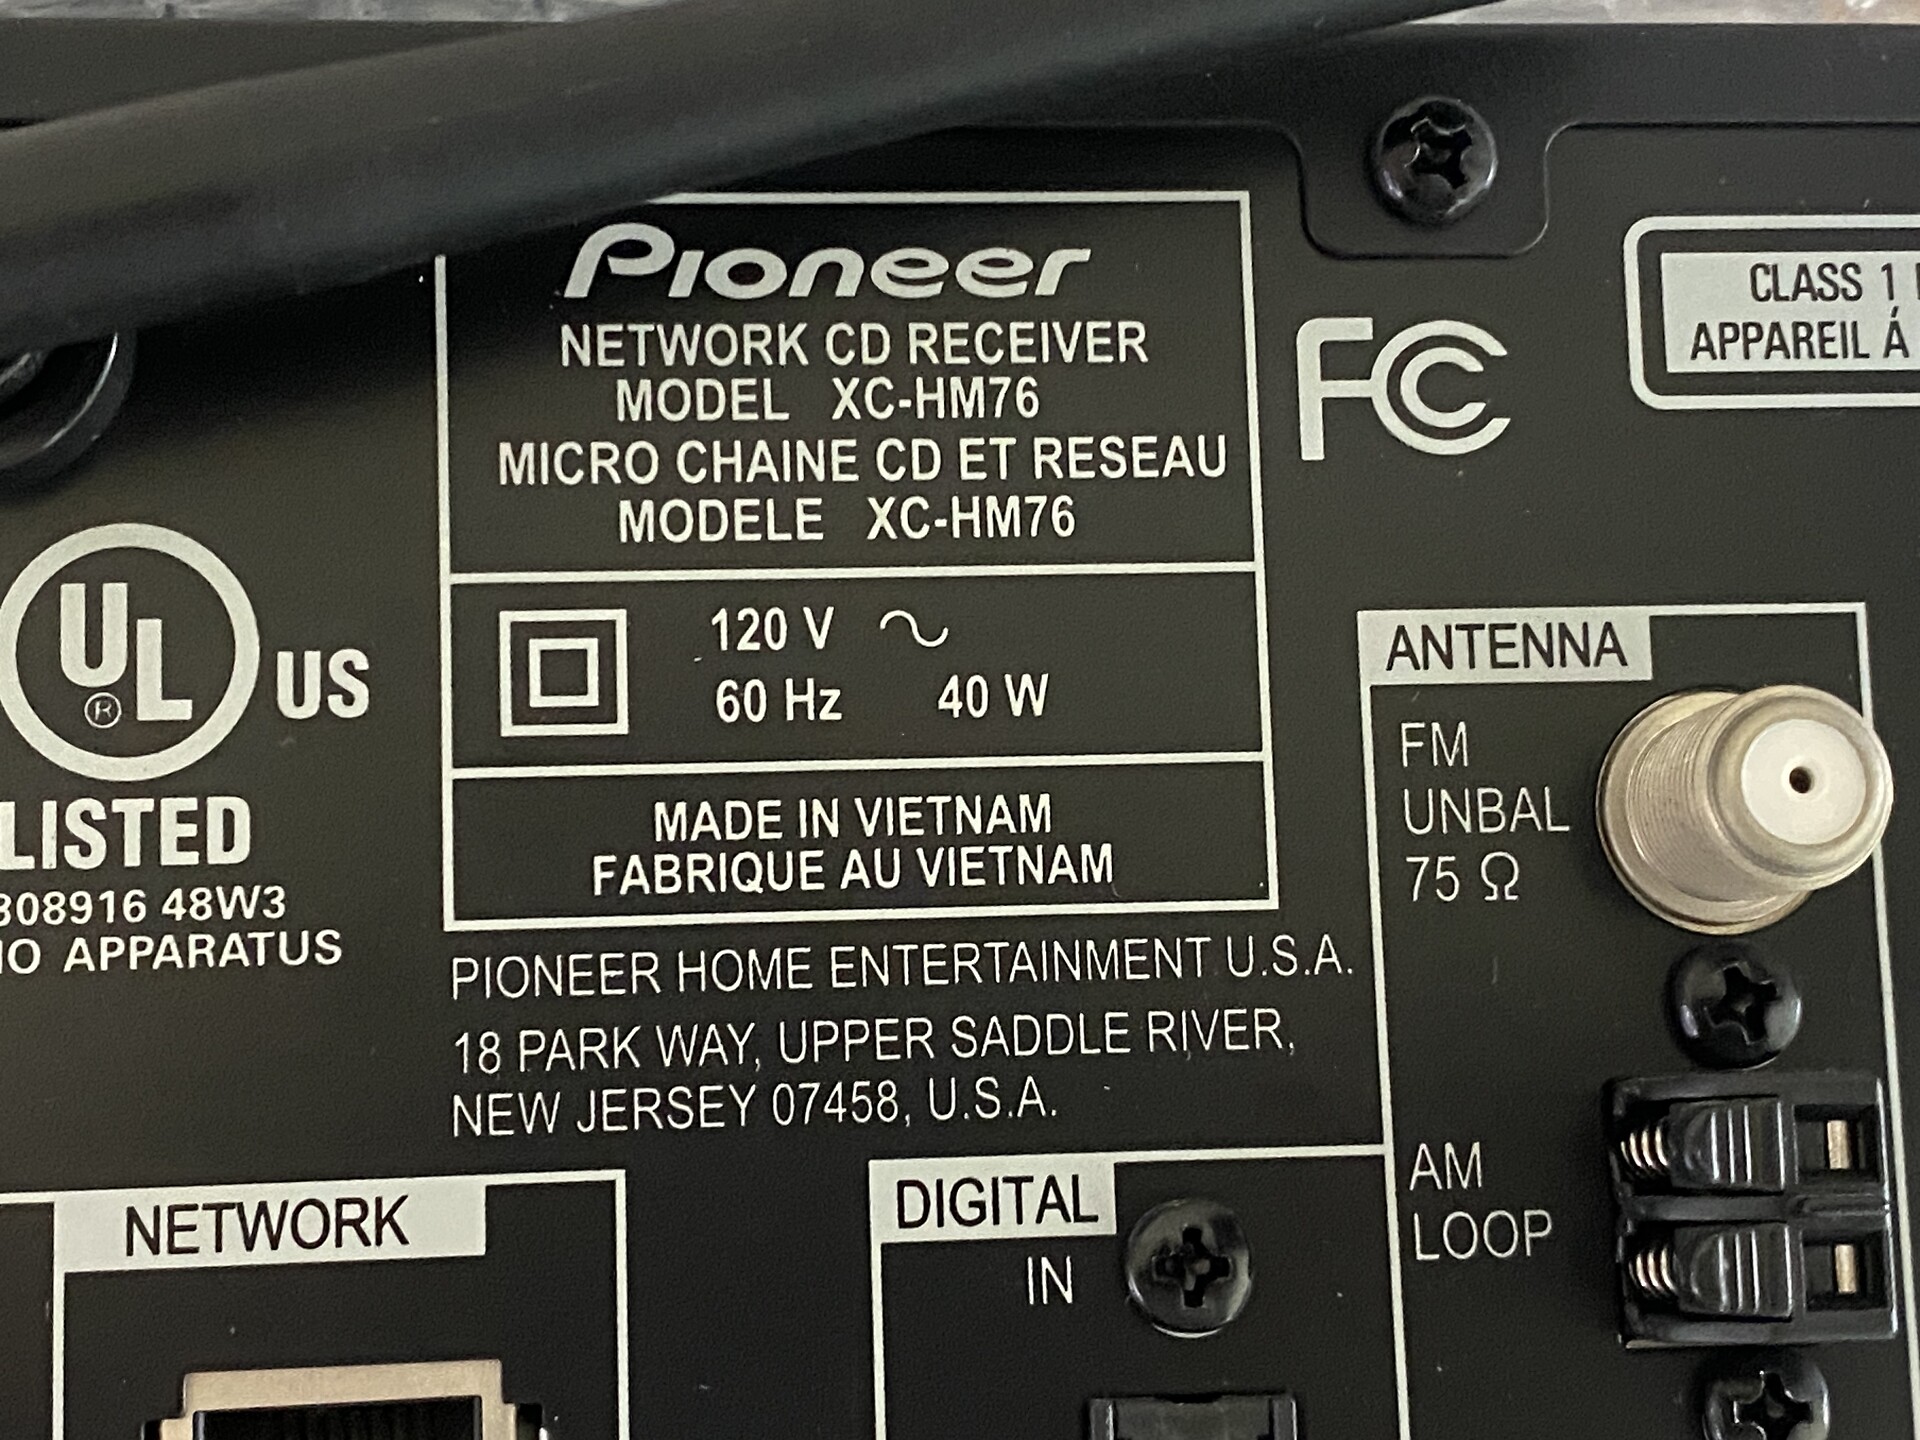 Pioneer
NETWORK CD RECEIVER
MODEL XC-HM76
MICRO CHAINE CD ET RESEAU
MODELE XC-HM76
120 V
60 Hz 40 W
MADE IN VIETNAM
FABRIQUE AU VIETNAM
PIONEER HOME ENTERTAINMENT U.S.A.
18 PARK WAY, UPPER SADDLE RIVER,
NEW JERSEY 07458, U.S.A.
FC
CLASS 1
APPAREIL Á
UL
®
US
LISTED
48W3
APPARATUS
ANTENNA
FM
UNBAL
75 Ω
AM
LOOP
NETWORK
DIGITAL
IN